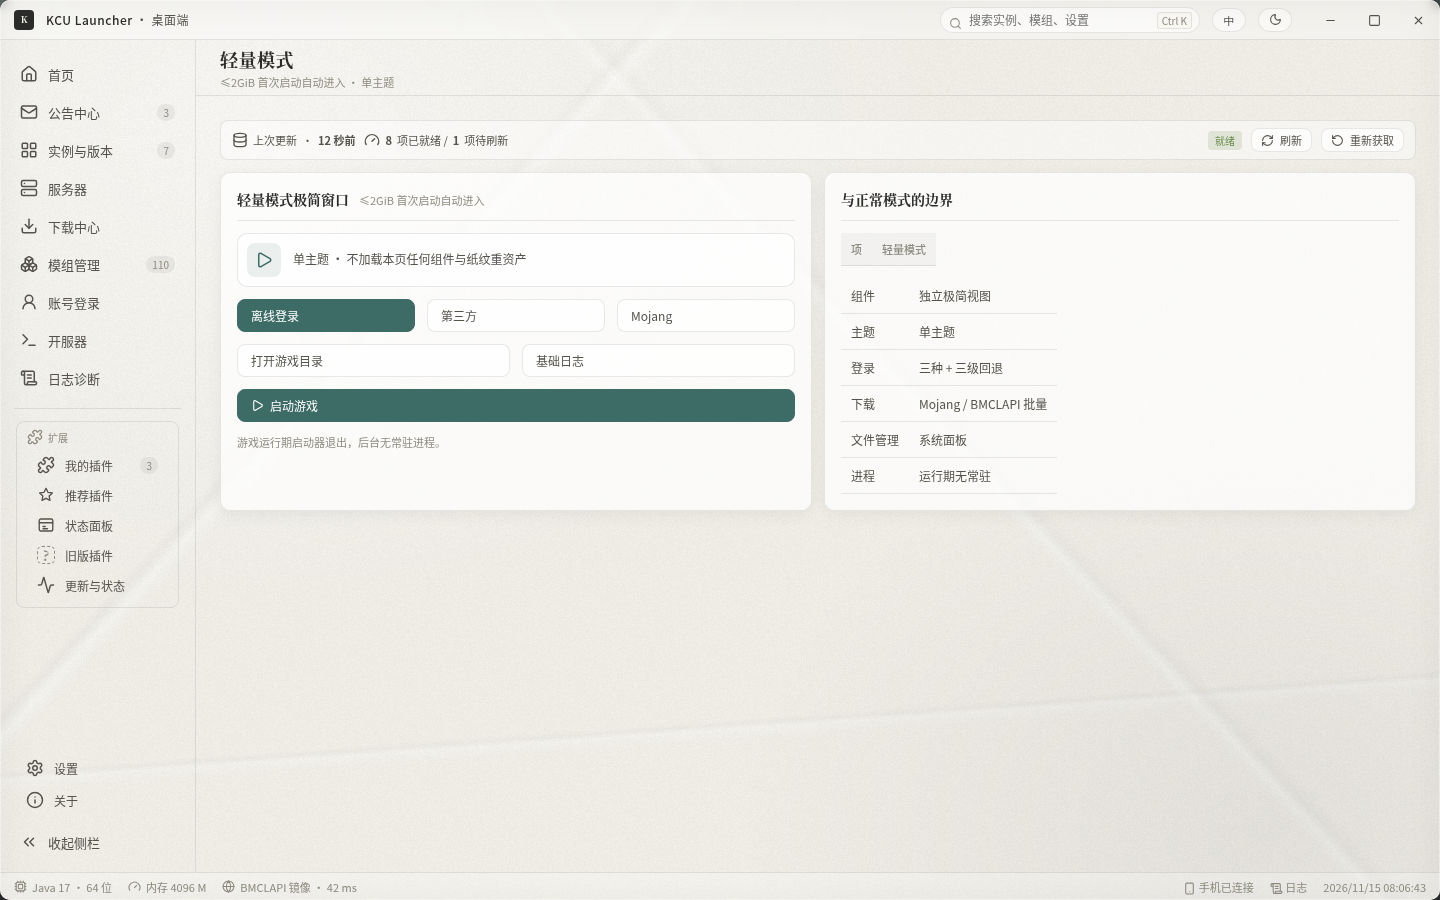 K KCU Launcher • 桌面端
搜索实例、模组、设置 Ctrl K 中
首页
公告中心 3
实例与版本 7
服务器
下载中心
模组管理 110
账号登录
开服器
日志诊断
扩展
我的插件 3
推荐插件
状态面板
旧版插件
更新与状态
设置
关于
收起侧栏
轻量模式
≤2GiB 首次启动自动进入 • 单主题
上次更新 • 12 秒前 8 项已就绪 / 1 项待刷新
就绪 刷新 重新获取
轻量模式极简窗口 ≤2GiB 首次启动自动进入
单主题 • 不加载本页任何组件与纸纹重资产
离线登录 第三方 Mojang
打开游戏目录 基础日志
启动游戏
游戏运行期启动器退出，后台无常驻进程。
与正常模式的边界
项 轻量模式
组件 独立极简视图
主题 单主题
登录 三种 + 三级回退
下载 Mojang / BMCLAPI 批量
文件管理 系统面板
进程 运行期无常驻
Java 17 • 64 位 内存 4096 M BMCLAPI 镜像 • 42 ms
手机已连接 日志 2026/11/15 08:06:43